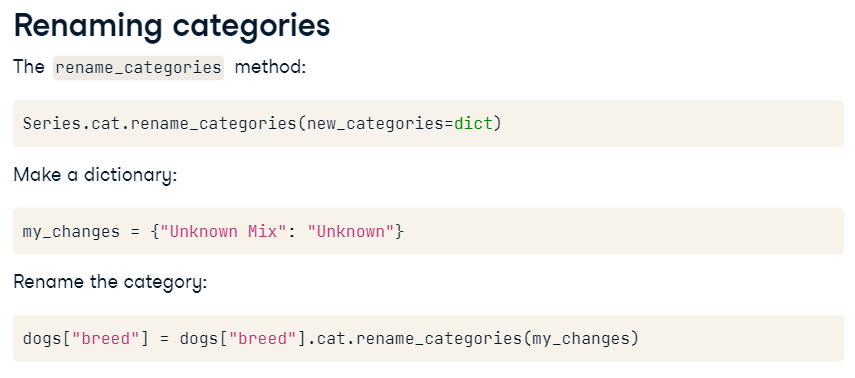 Renaming categories
The rename_categories method:
Series.cat.rename_categories(new_categories=dict)
Make a dictionary:
my_changes = {"Unknown Mix": "Unknown"}
Rename the category:
dogs["breed"] = dogs["breed"].cat.rename_categories(my_changes)